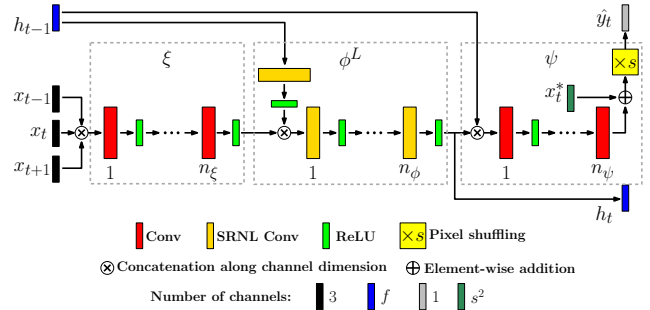 h_{t-1}
ŷ_t
ξ
ϕ^L
ψ
×s
x_{t-1}
x_t
x_{t+1}
x_t^*
1
n_ξ
1
n_ϕ
1
n_ψ
h_t
Conv
SRNL Conv
ReLU
×s Pixel shuffling
Concatenation along channel dimension
Element-wise addition
Number of channels: 3 f 1 s^2